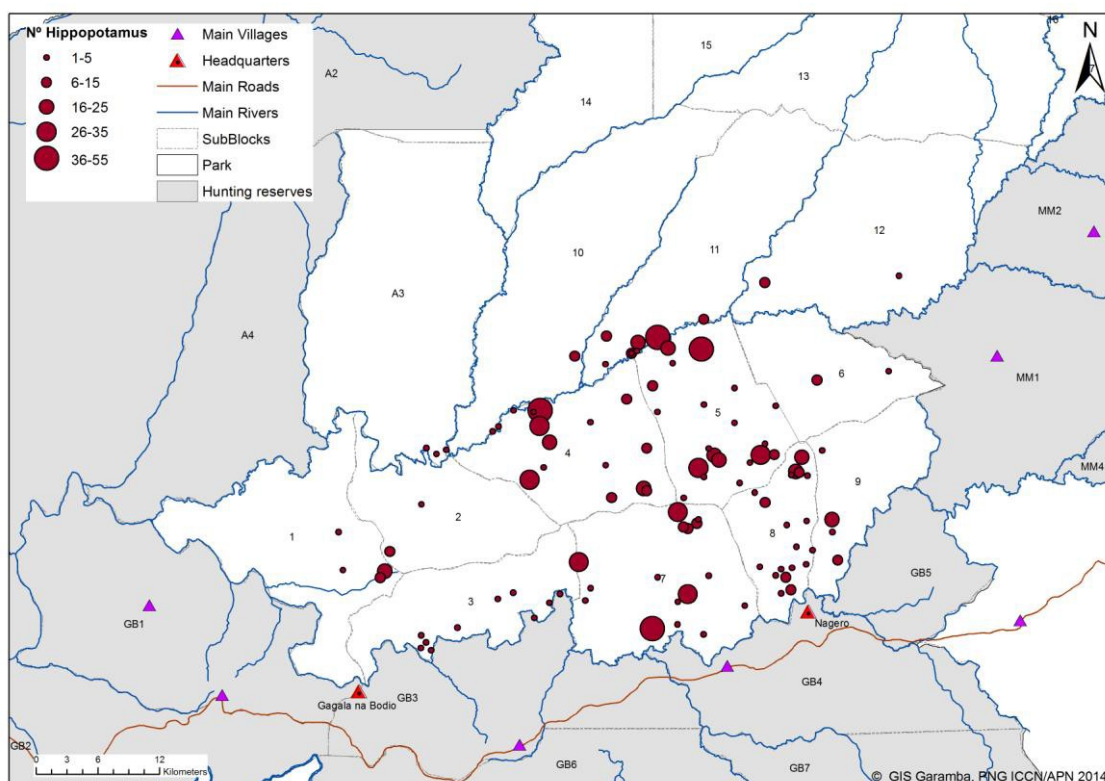 Nº Hippopotamus
1-5
6-15
16-25
26-35
36-55
Main Villages
Headquarters
Main Roads
Main Rivers
SubBlocks
Park
Hunting reserves
N
16
15
A2
13
14
MM2
12
11
10
A3
A4
6
MM1
5
4
MM4
9
2
8
1
GB5
7
3
GB1
Nagero
GB4
GB3
Gagala na Bodio
GB2
GB6
GB7
0 3 6 12
Kilometers
© GIS Garamba, PNG ICCN/APN 2014